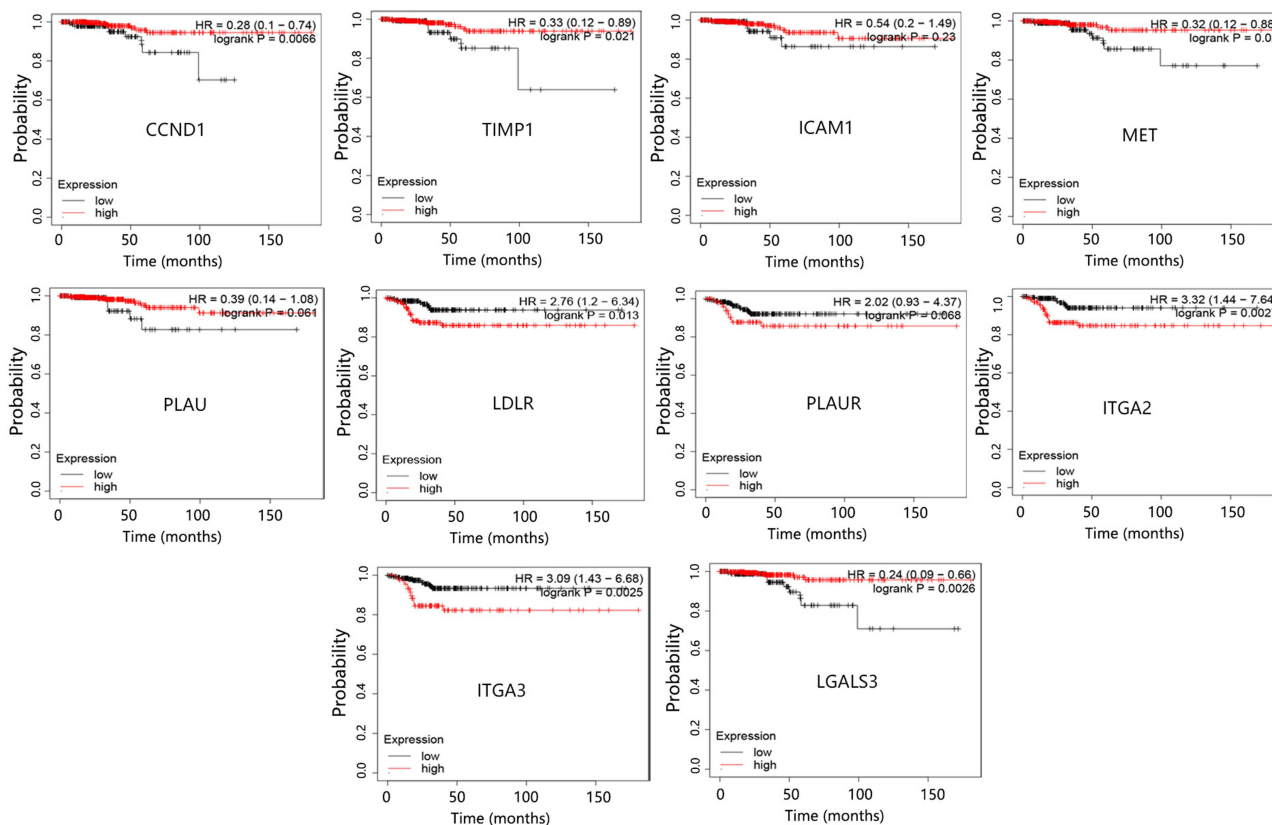 HR = 0.28 (0.1 – 0.74)
logrank P = 0.0066
Probability
0.0 0.2 0.4 0.6 0.8 1.0
CCND1
Expression
low
high
0 50 100 150
Time (months)
HR = 0.33 (0.12 – 0.89)
logrank P = 0.021
Probability
0.0 0.2 0.4 0.6 0.8 1.0
TIMP1
Expression
low
high
0 50 100 150
Time (months)
HR = 0.54 (0.2 – 1.49)
logrank P = 0.23
Probability
0.0 0.2 0.4 0.6 0.8 1.0
ICAM1
Expression
low
high
0 50 100 150
Time (months)
HR = 0.32 (0.12 – 0.88
logrank P = 0.0
Probability
0.0 0.2 0.4 0.6 0.8 1.0
MET
Expression
low
high
0 50 100 150
Time (months)
HR = 0.39 (0.14 – 1.08)
logrank P = 0.061
Probability
0.0 0.2 0.4 0.6 0.8 1.0
PLAU
Expression
low
high
0 50 100 150
Time (months)
HR = 2.76 (1.2 – 6.34)
logrank P = 0.013
Probability
0.0 0.2 0.4 0.6 0.8 1.0
LDLR
Expression
low
high
0 50 100 150
Time (months)
HR = 2.02 (0.93 – 4.37)
logrank P = 0.068
Probability
0.0 0.2 0.4 0.6 0.8 1.0
PLAUR
Expression
low
high
0 50 100 150
Time (months)
HR = 3.32 (1.44 – 7.64
logrank P = 0.002
Probability
0.0 0.2 0.4 0.6 0.8 1.0
ITGA2
Expression
low
high
0 50 100 150
Time (months)
HR = 3.09 (1.43 – 6.68)
logrank P = 0.0025
Probability
0.0 0.2 0.4 0.6 0.8 1.0
ITGA3
Expression
low
high
0 50 100 150
Time (months)
HR = 0.24 (0.09 – 0.66)
logrank P = 0.0026
Probability
0.0 0.2 0.4 0.6 0.8 1.0
LGALS3
Expression
low
high
0 50 100 150
Time (months)